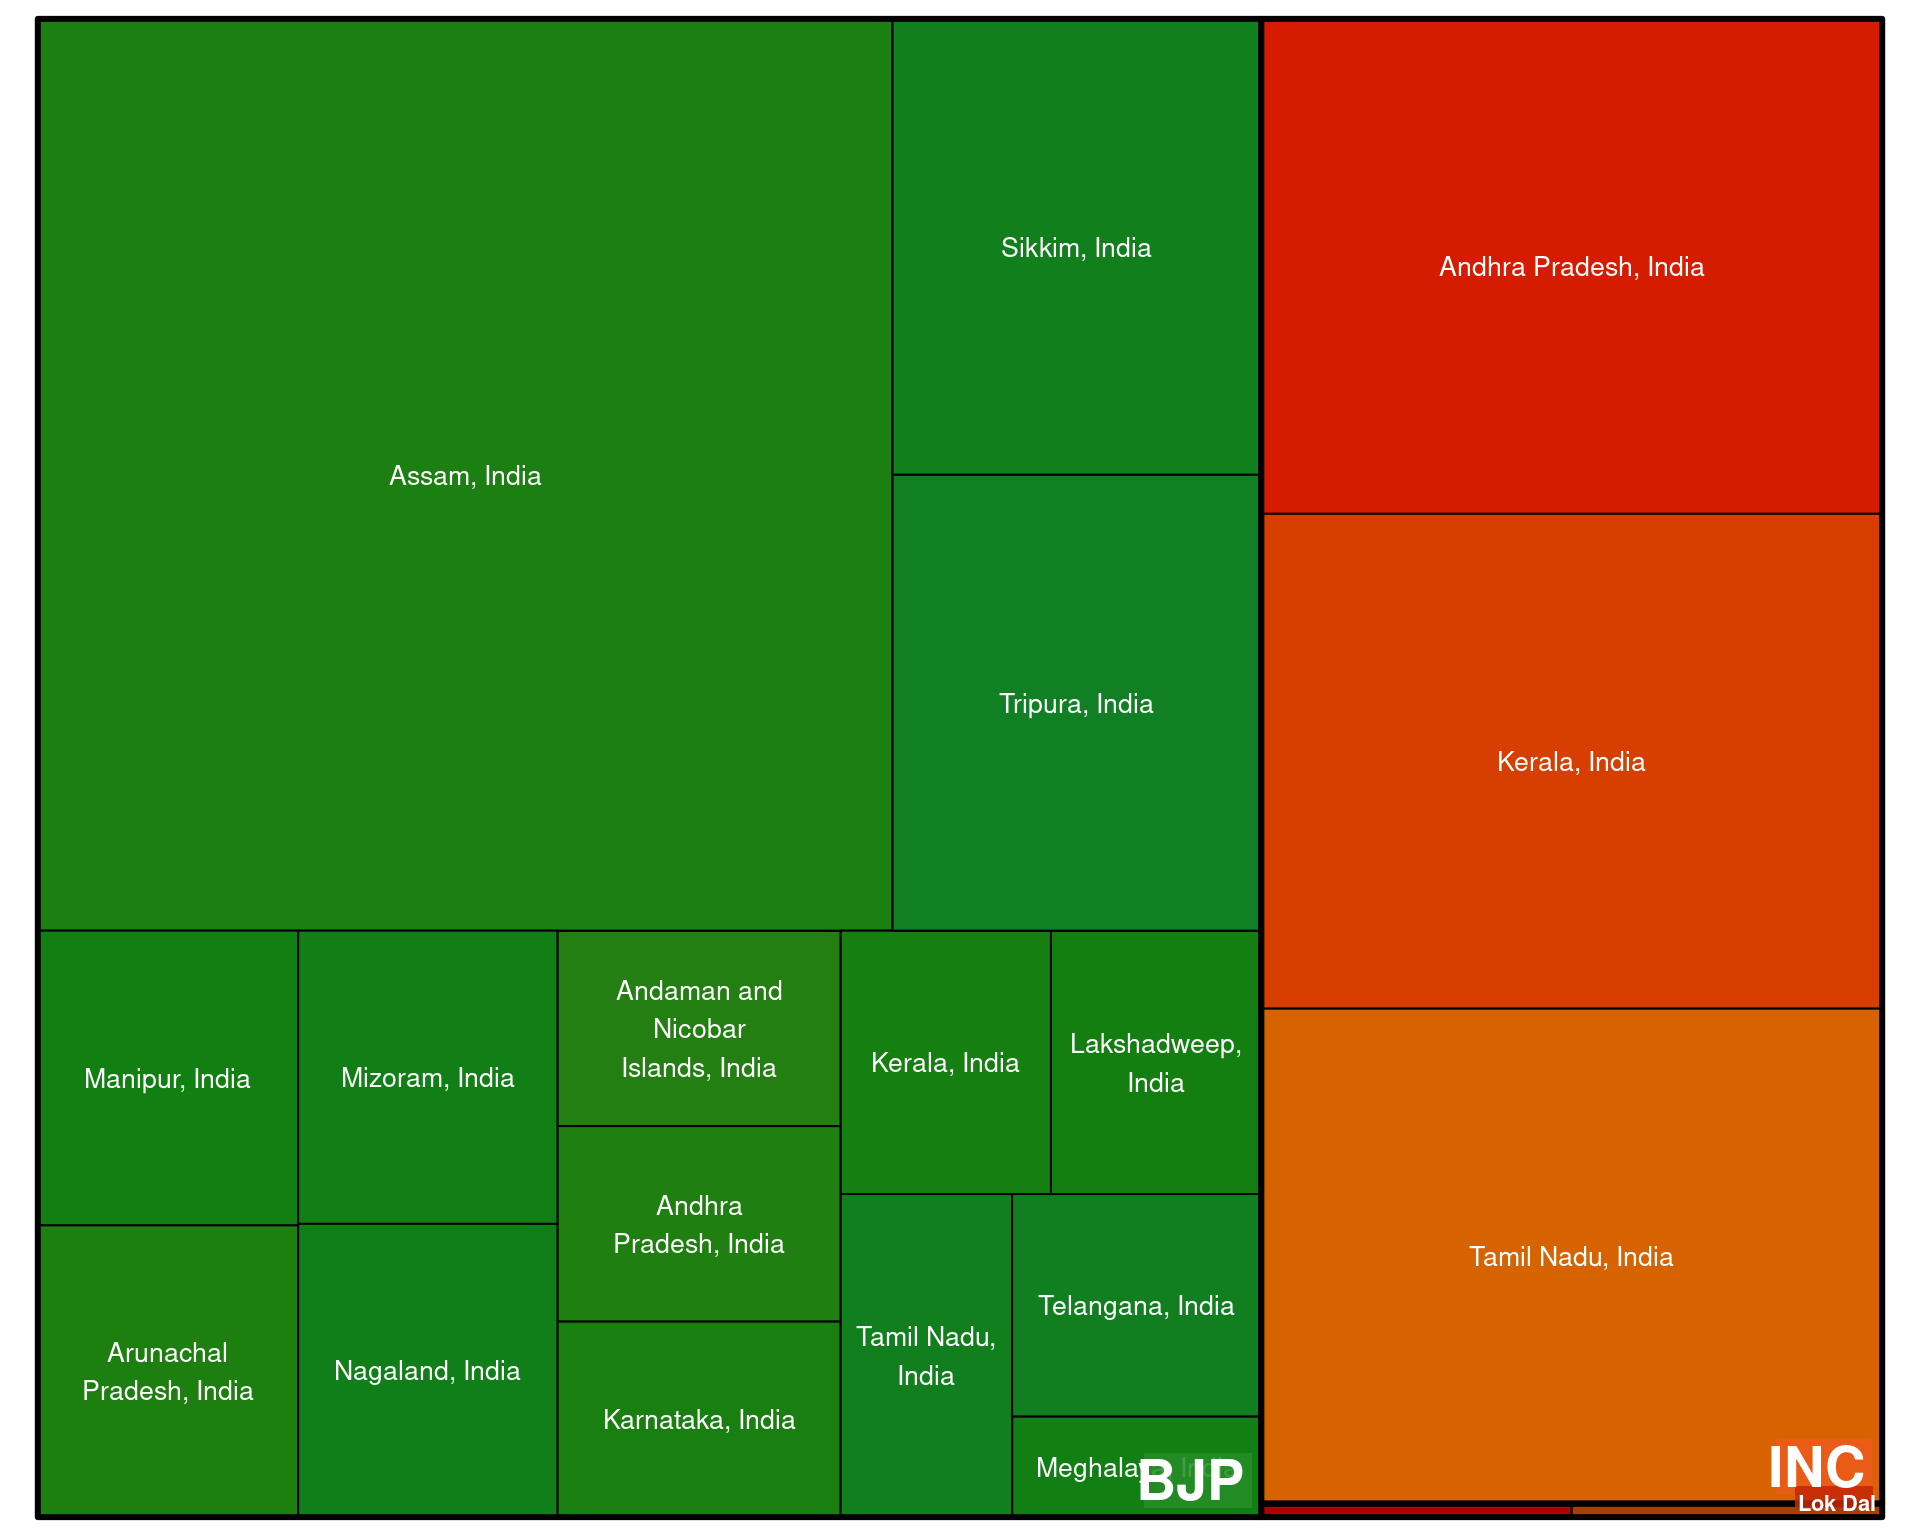 Assam, India
Sikkim, India
Tripura, India
Andhra Pradesh, India
Kerala, India
Tamil Nadu, India
Manipur, India
Mizoram, India
Andaman and
Nicobar
Islands, India
Kerala, India
Lakshadweep,
India
Arunachal
Pradesh, India
Nagaland, India
Andhra
Pradesh, India
Karnataka, India
Tamil Nadu,
India
Telangana, India
Meghalaya, India
BJP
INC
Lok Dal